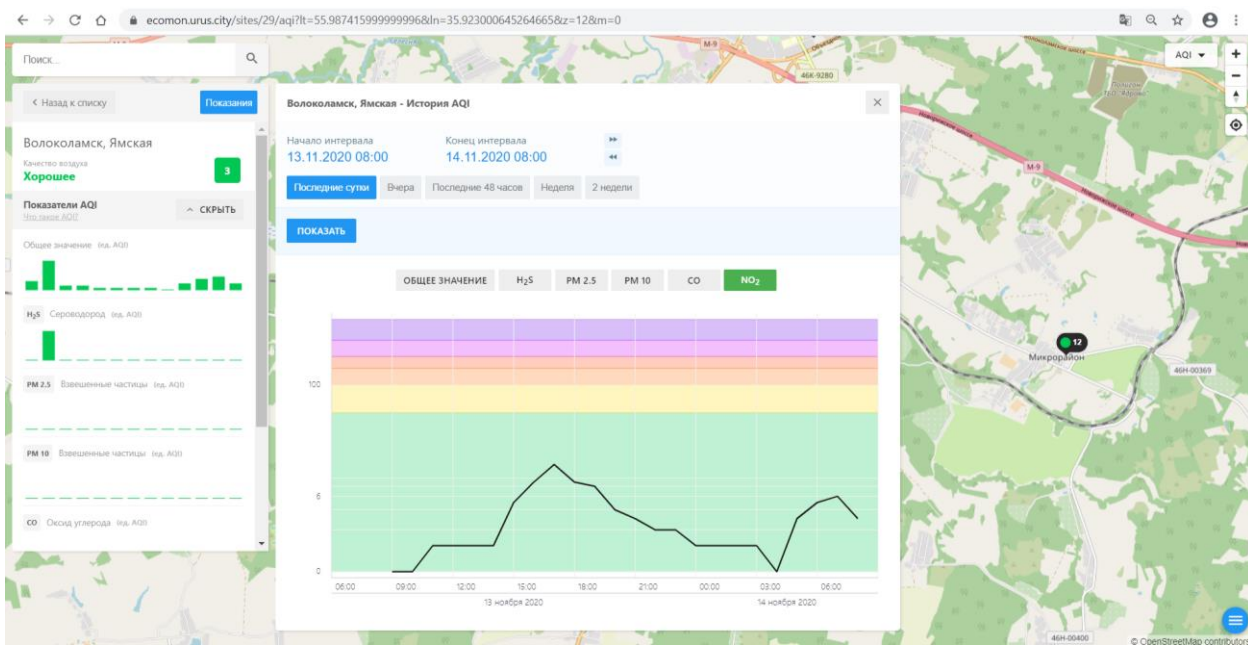 ecomon.urus.city/sites/29/aqi?lt=55.987415999999996&ln=35.923000645264665&z=12&m=0
Поиск...
AQI
Назад к списку
Показания
Волоколамск, Ямская
Качество воздуха
Хорошее
3
Показатели AQI
Что такое AQI?
СКРЫТЬ
Общее значение (ед. AQI)
H₂S Сероводород (ед. AQI)
PM 2.5 Взвешенные частицы (ед. AQI)
PM 10 Взвешенные частицы (ед. AQI)
CO Оксид углерода (ед. AQI)
Волоколамск, Ямская - История AQI
Начало интервала Конец интервала
13.11.2020 08:00 14.11.2020 08:00
Последние сутки Вчера Последние 48 часов Неделя 2 недели
ПОКАЗАТЬ
ОБЩЕЕ ЗНАЧЕНИЕ H₂S PM 2.5 PM 10 CO NO₂
100
6
0
06:00 09:00 12:00 15:00 18:00 21:00 00:00 03:00 06:00
13 ноября 2020 14 ноября 2020
M-9
46К-9280
M-9
12
Микрорайон
46Н-00369
46Н-00400
© OpenStreetMap contributors